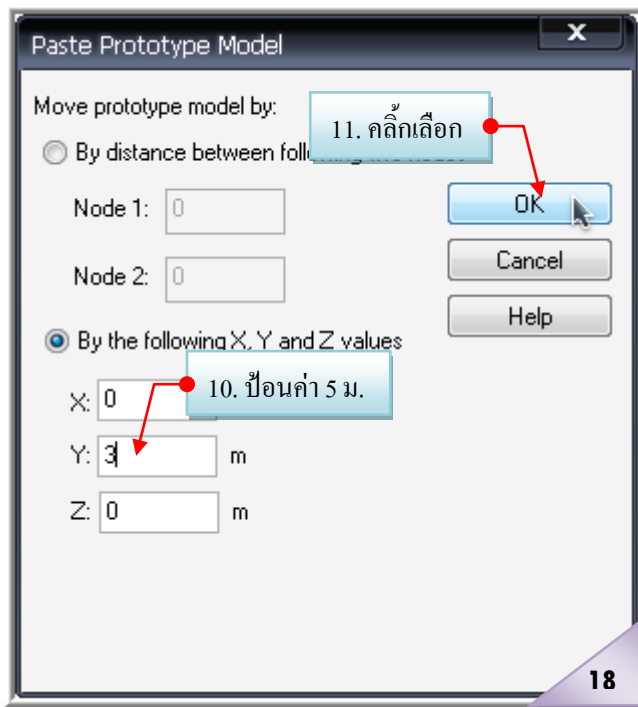 Paste Prototype Model
x
Move prototype model by:
11. คลิ้กเลือก
By distance between foll
OK
Node 1: 0
Cancel
Node 2: 0
Help
By the following X, Y and Z values
10. ป้อนค่า 5 ม.
X: 0
Y: 3 m
Z: 0 m
18